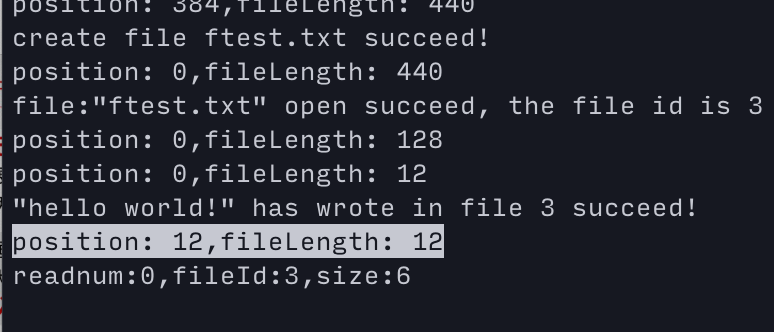 position: 384,fileLength: 440
create file ftest.txt succeed!
position: 0,fileLength: 440
file:"ftest.txt" open succeed, the file id is 3
position: 0,fileLength: 128
position: 0,fileLength: 12
"hello world!" has wrote in file 3 succeed!
position: 12,fileLength: 12
readnum:0,fileId:3,size:6